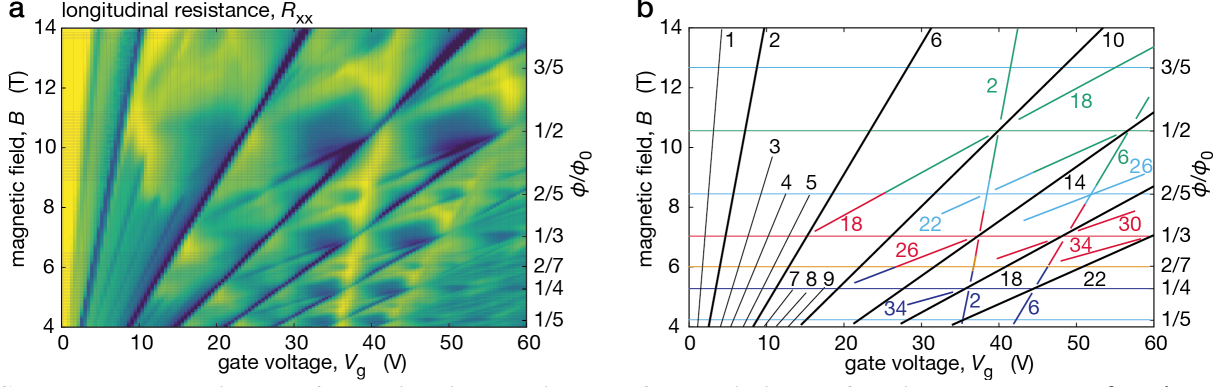 a longitudinal resistance, Rxx
14
12
10
8
6
4
magnetic field, B (T)
0 10 20 30 40 50 60
gate voltage, Vg (V)
3/5
1/2
2/5
1/3
2/7
1/4
1/5
ϕ/ϕ0
b
14
12
10
8
6
4
magnetic field, B (T)
0 10 20 30 40 50 60
gate voltage, Vg (V)
3/5
1/2
2/5
1/3
2/7
1/4
1/5
ϕ/ϕ0
1 2 6 10
2 18
3
4 5
6 26
14
18 22 30
26 34
7 8 9 18 22
34 2 6